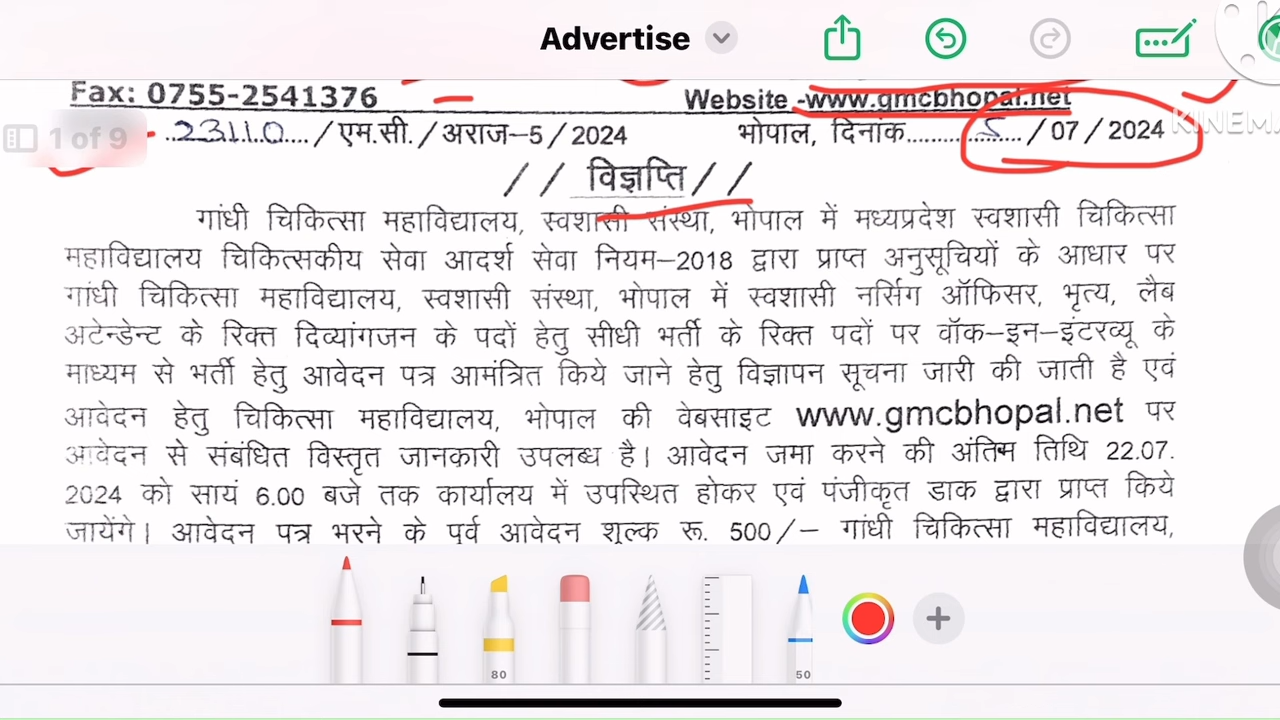 Advertise
Fax: 0755-2541376
Website -www.gmcbhopal.net
KINEMA
1 of 9
..23110..../एम.सी./अराज–5/2024
भोपाल, दिनांक..........5..../07/2024
// विज्ञप्ति//
गांधी चिकित्सा महाविद्यालय, स्वशासी संस्था, भोपाल में मध्यप्रदेश स्वशासी चिकित्सा
महाविद्यालय चिकित्सकीय सेवा आदर्श सेवा नियम–2018 द्वारा प्राप्त अनुसूचियों के आधार पर
गांधी चिकित्सा महाविद्यालय, स्वशासी संस्था, भोपाल में स्वशासी नर्सिग ऑफिसर, भृत्य, लैब
अटेन्डेन्ट के रिक्त दिव्यांगजन के पदों हेतु सीधी भर्ती के रिक्त पदों पर वॉक–इन–इंटरव्यू के
माध्यम से भर्ती हेतु आवेदन पत्र आमंत्रित किये जाने हेतु विज्ञापन सूचना जारी की जाती है एवं
आवेदन हेतु चिकित्सा महाविद्यालय, भोपाल की वेबसाइट www.gmcbhopal.net पर
आवेदन से संबंधित विस्तृत जानकारी उपलब्ध है। आवेदन जमा करने की अंतिम तिथि 22.07.
2024 को सायं 6.00 बजे तक कार्यालय में उपस्थित होकर एवं पंजीकृत डाक द्वारा प्राप्त किये
जायेंगे। आवेदन पत्र भरने के पूर्व आवेदन शुल्क रू. 500/– गांधी चिकित्सा महाविद्यालय,
80
50